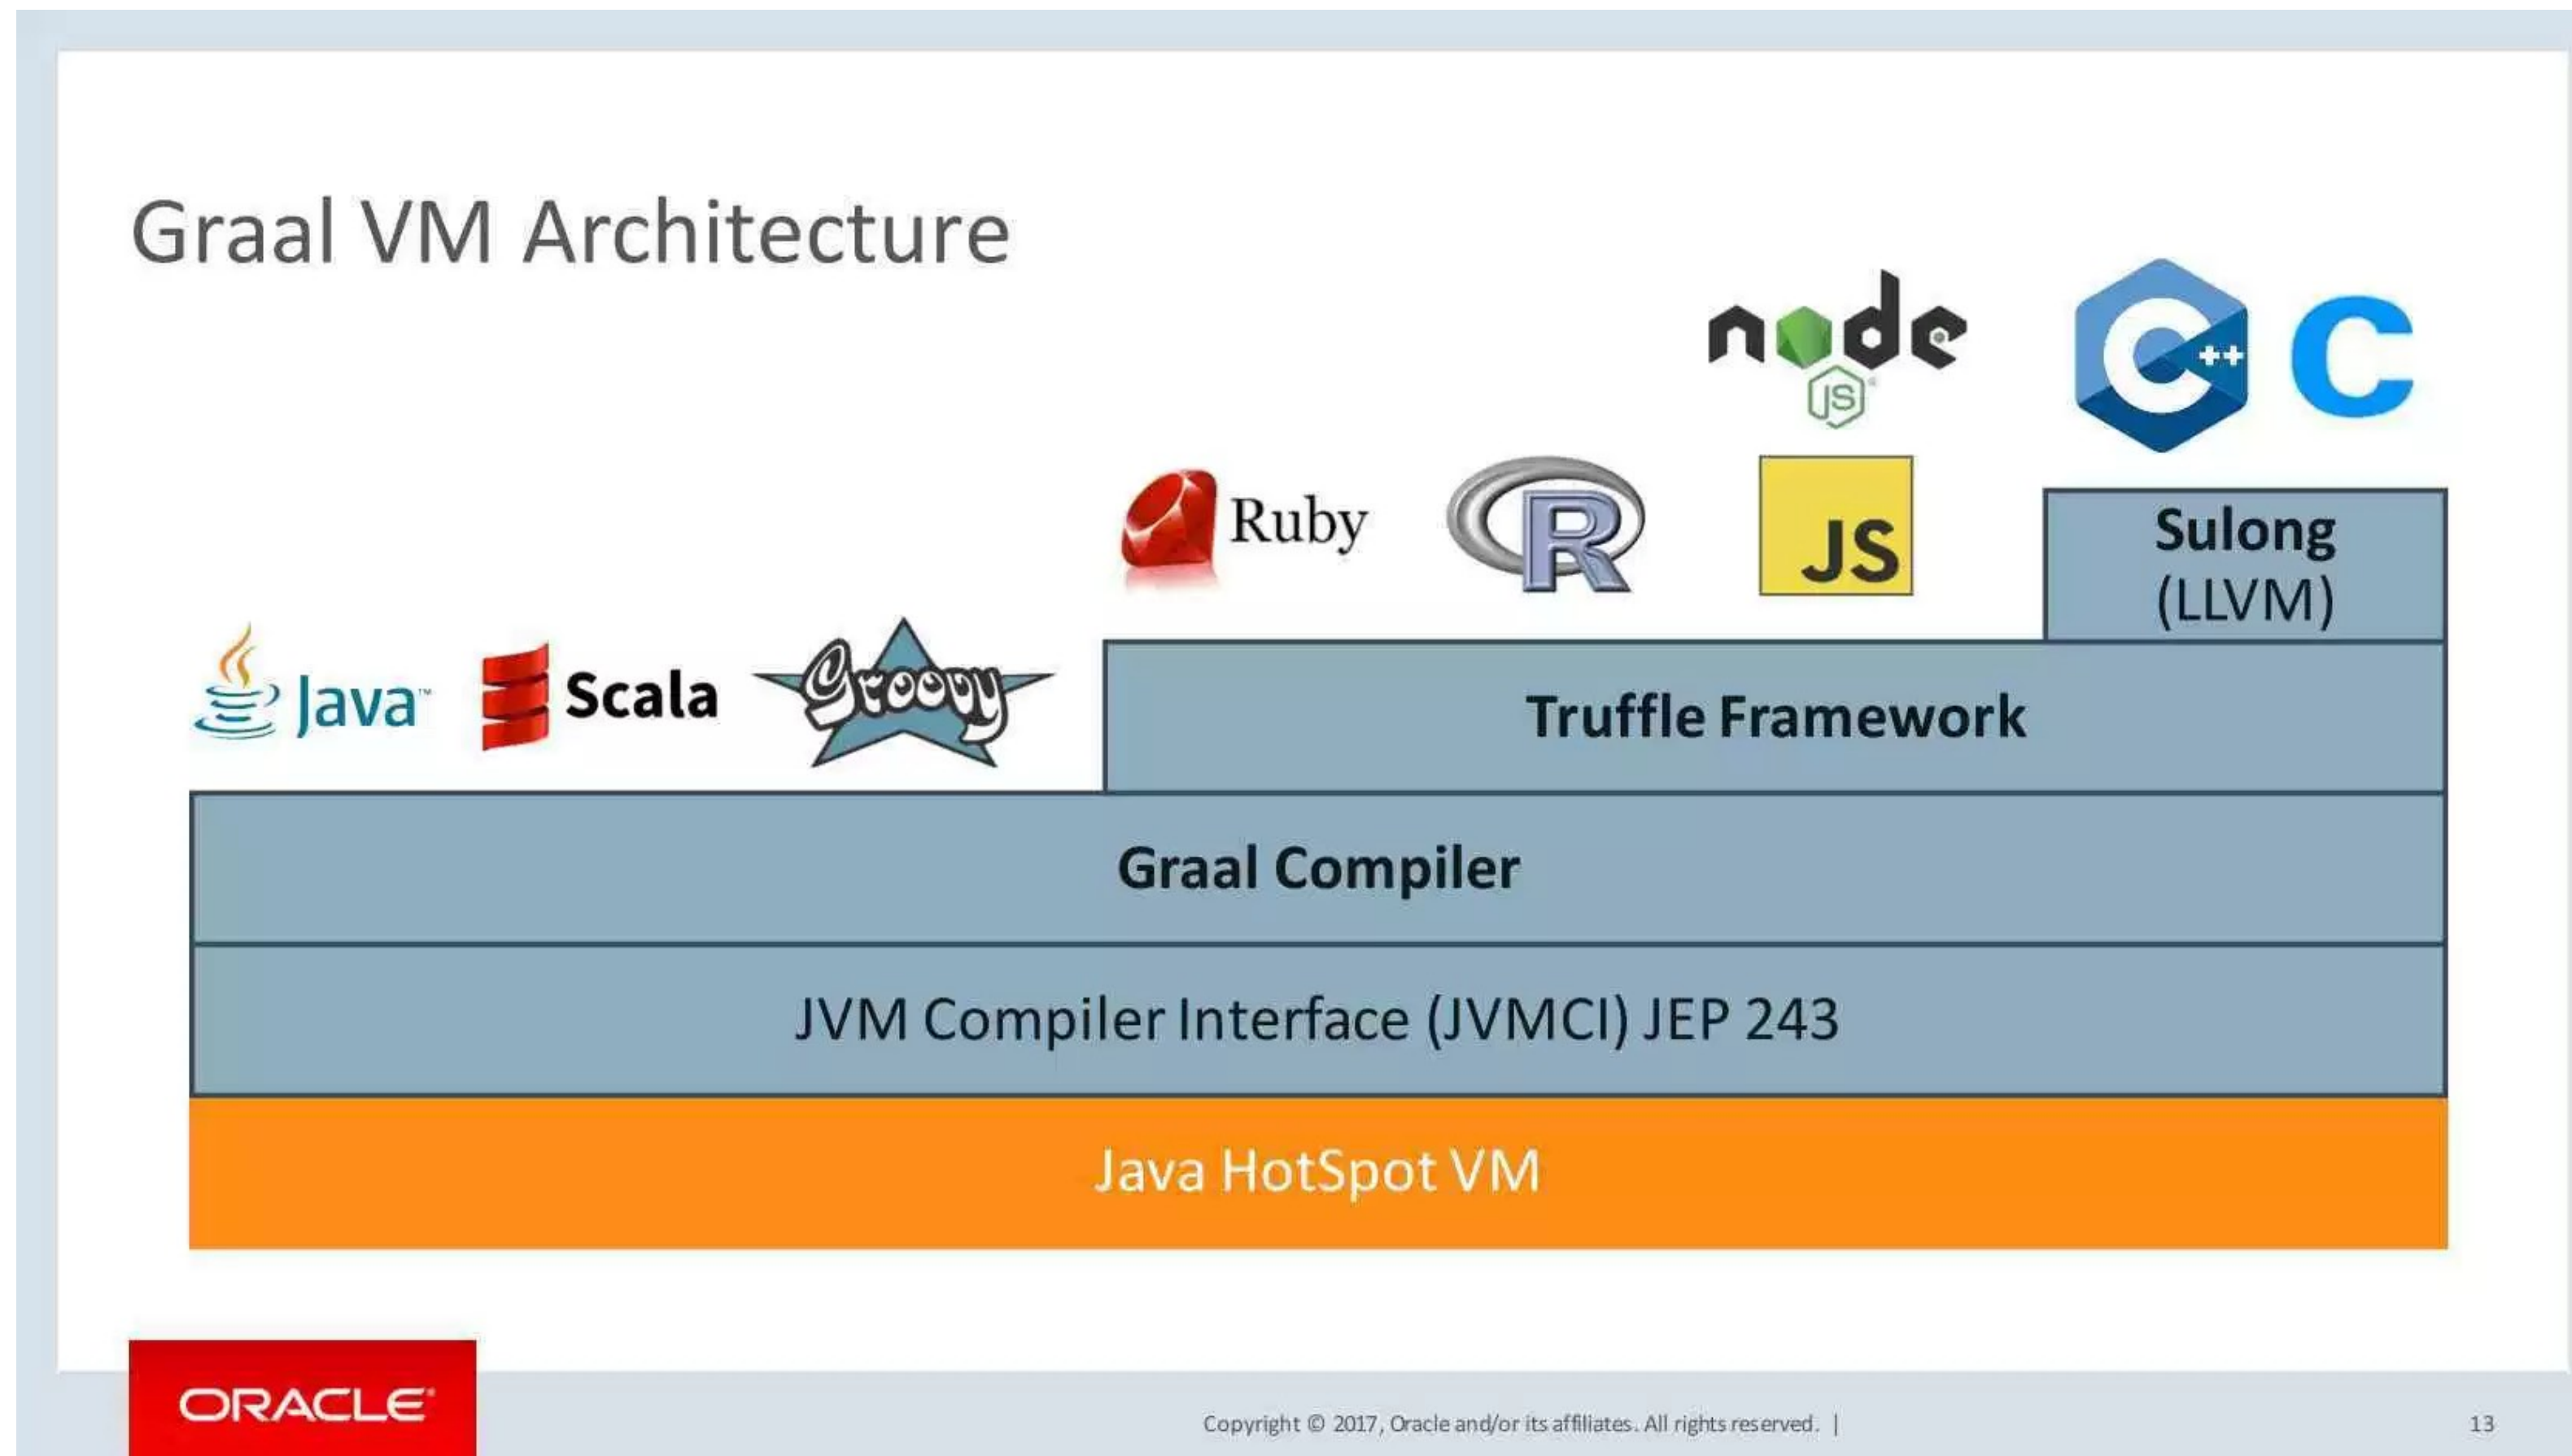 Graal VM Architecture
node
JS
C++
C
Ruby
R
JS
Sulong
(LLVM)
Java™
Scala
Groovy
Truffle Framework
Graal Compiler
JVM Compiler Interface (JVMCI) JEP 243
Java HotSpot VM
ORACLE®
Copyright © 2017, Oracle and/or its affiliates. All rights reserved. |
13